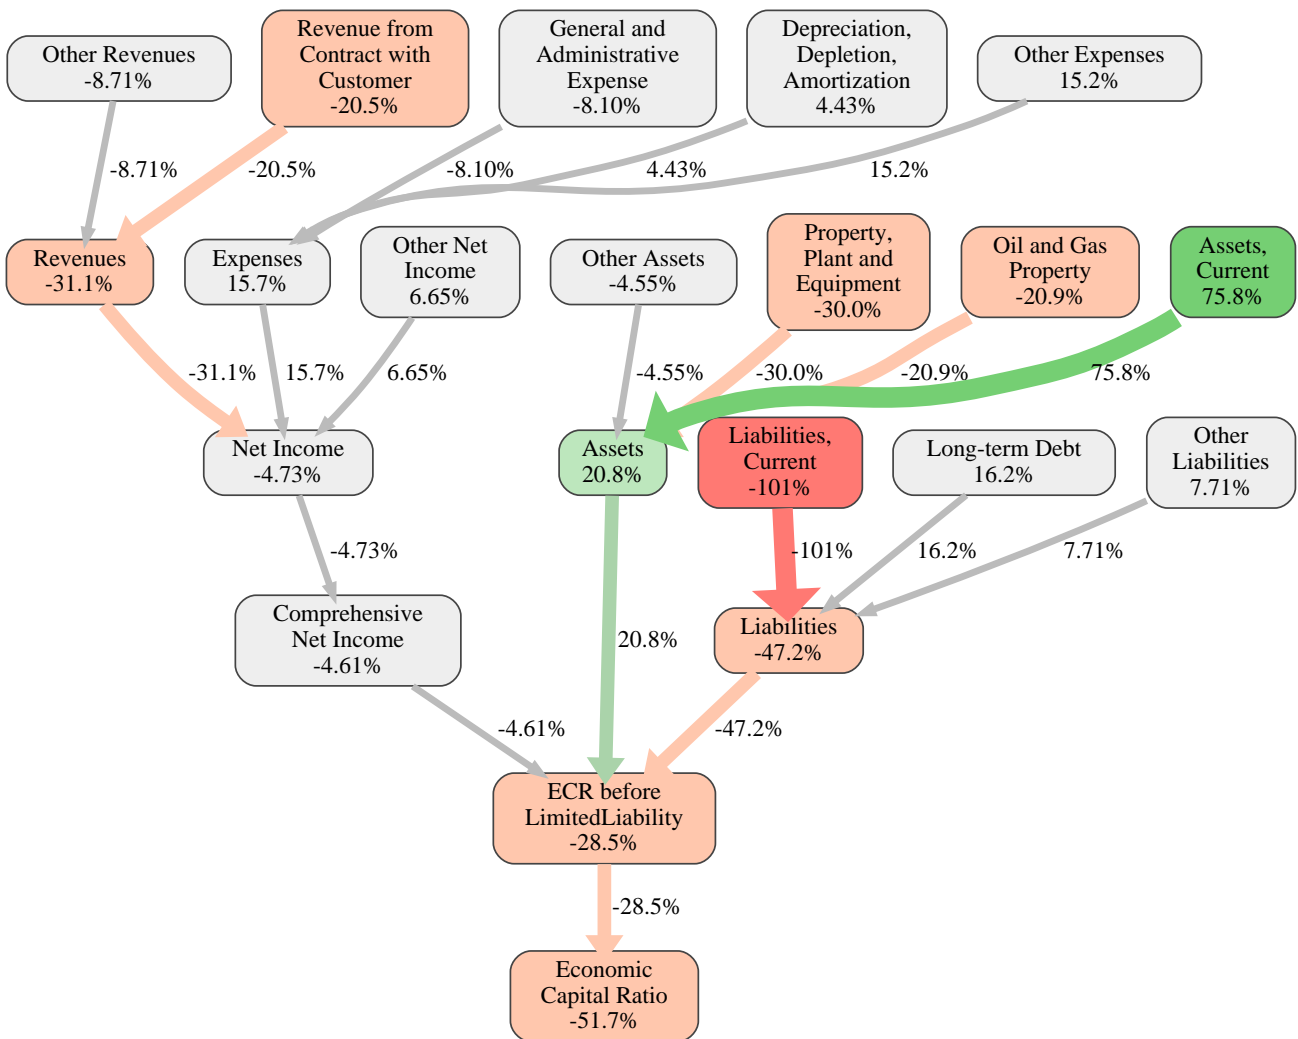 Other Revenues
-8.71%
Revenue from
Contract with
Customer
-20.5%
General and
Administrative
Expense
-8.10%
Depreciation,
Depletion,
Amortization
4.43%
Other Expenses
15.2%
-8.71%
-20.5%
-8.10%
4.43%
15.2%
Revenues
-31.1%
Expenses
15.7%
Other Net
Income
6.65%
Other Assets
-4.55%
Property,
Plant and
Equipment
-30.0%
Oil and Gas
Property
-20.9%
Assets,
Current
75.8%
-31.1%
15.7%
6.65%
-4.55%
-30.0%
-20.9%
75.8%
Net Income
-4.73%
Assets
20.8%
Liabilities,
Current
-101%
Long-term Debt
16.2%
Other
Liabilities
7.71%
-4.73%
-101%
16.2%
7.71%
Comprehensive
Net Income
-4.61%
20.8%
Liabilities
-47.2%
-4.61%
-47.2%
ECR before
LimitedLiability
-28.5%
-28.5%
Economic
Capital Ratio
-51.7%